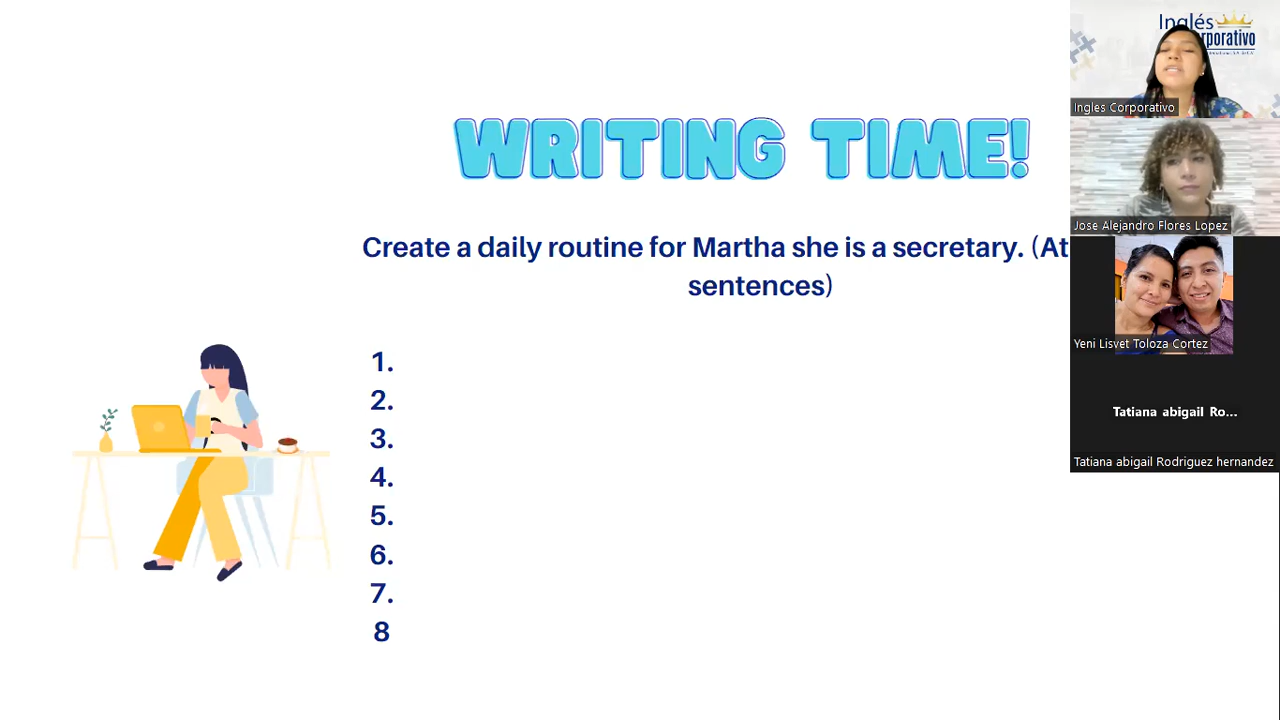 WRITING TIME!
Create a daily routine for Martha she is a secretary. (At
sentences)
1.
2.
3.
4.
5.
6.
7.
8
Inglés
rporativo
Ingles Corporativo
Jose Alejandro Flores Lopez
Yeni Lisvet Toloza Cortez
Tatiana abigail Ro...
Tatiana abigail Rodriguez hernandez